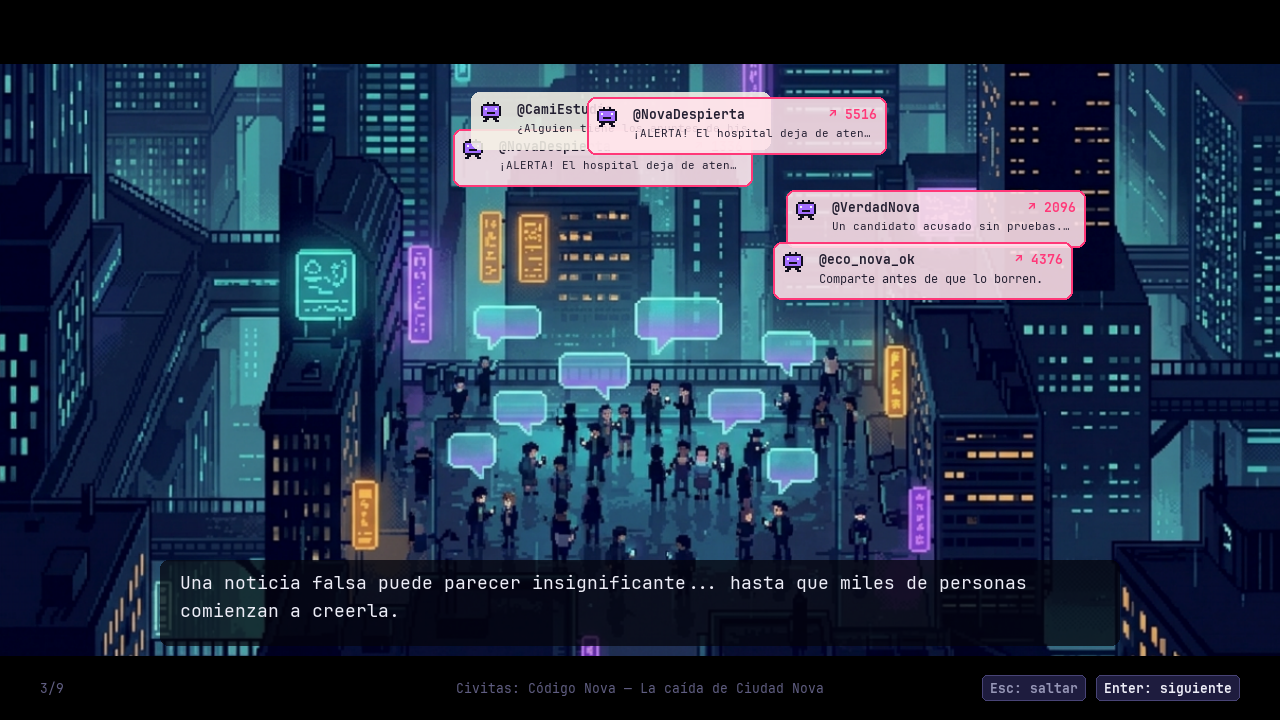 @CamiEstu
¿Alguien ti
@NovaDespierta
↗ 5516
¡ALERTA! El hospital deja de aten…
@NovaDespie
¡ALERTA! El hospital deja de aten…
@VerdadNova
↗ 2096
Un candidato acusado sin pruebas.…
@eco_nova_ok
↗ 4376
Comparte antes de que lo borren.
Una noticia falsa puede parecer insignificante... hasta que miles de personas
comienzan a creerla.
3/9
Civitas: Código Nova — La caída de Ciudad Nova
Esc: saltar
Enter: siguiente